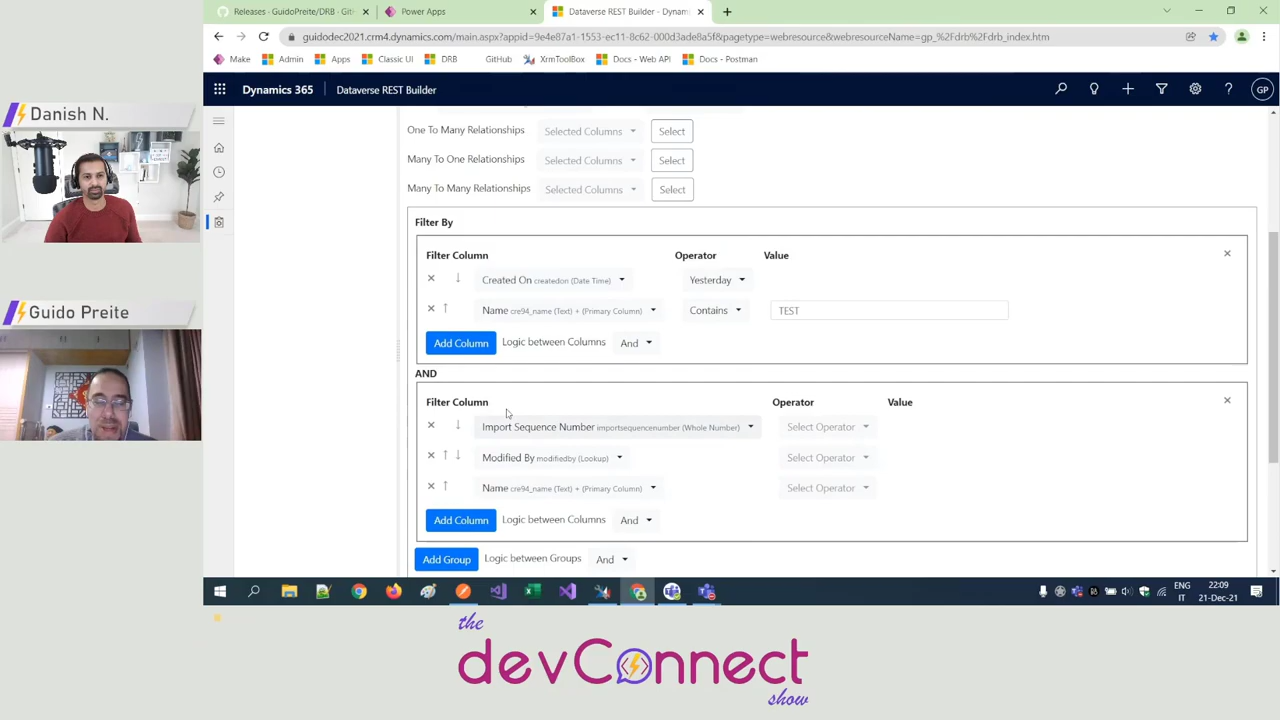 Releases · GuidoPreite/DRB · Git
Power Apps
Dataverse REST Builder - Dynam
guidodec2021.crm4.dynamics.com/main.aspx?appid=9e4e87a1-1553-ec11-8c62-000d3ade8a5f&pagetype=webresource&webresourceName=gp_%2fdrb%2fdrb_index.htm
Make
Admin
Apps
Classic UI
DRB
GitHub
XrmToolBox
Docs - Web API
Docs - Postman
Dynamics 365
Dataverse REST Builder
GP
Danish N.
Guido Preite
One To Many Relationships Selected Columns Select
Many To One Relationships Selected Columns Select
Many To Many Relationships Selected Columns Select
Filter By
Filter Column Operator Value
Created On createdon (Date Time) Yesterday
Name cre94_name (Text) + (Primary Column) Contains TEST
Add Column Logic between Columns And
AND
Filter Column Operator Value
Import Sequence Number importsequencenumber (Whole Number) Select Operator
Modified By modifiedby (Lookup) Select Operator
Name cre94_name (Text) + (Primary Column) Select Operator
Add Column Logic between Columns And
Add Group Logic between Groups And
ENG
IT
22:09
21-Dec-21
the
devConnect
show